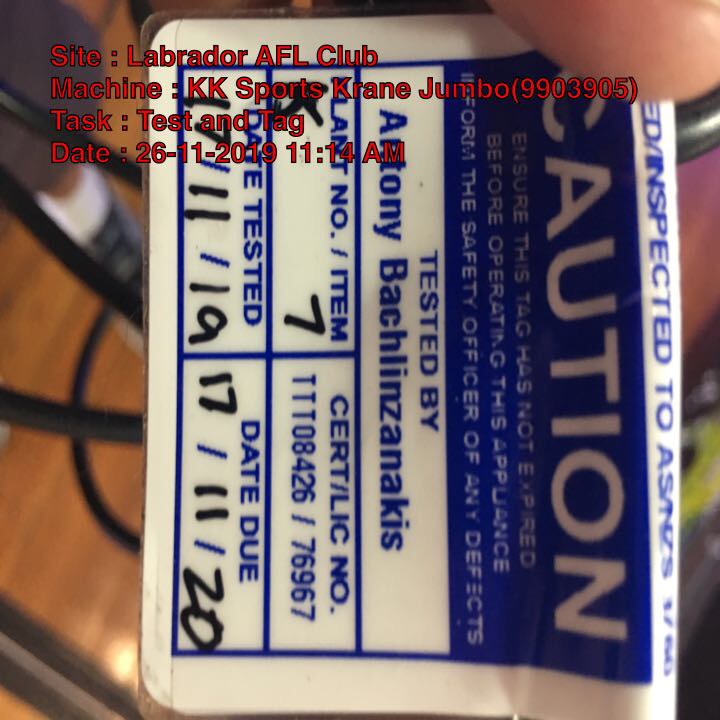 Site : Labrador AFL Club
Machine : KK Sports Krane Jumbo(9903905)
Task : Test and Tag
Date : 26-11-2019 11:14 AM
CAUTION
ENSURE THIS TAG HAS NOT EXPIRED
BEFORE OPERATING THIS APPLIANCE
INFORM THE SAFETY OFFICER OF ANY DEFECTS
TESTED BY
Antony Bachlinzanakis
PLANT NO. / ITEM
7
CERT/LIC NO.
TTT08426 / 76967
DATE TESTED
17/11/19
DATE DUE
17/11/20